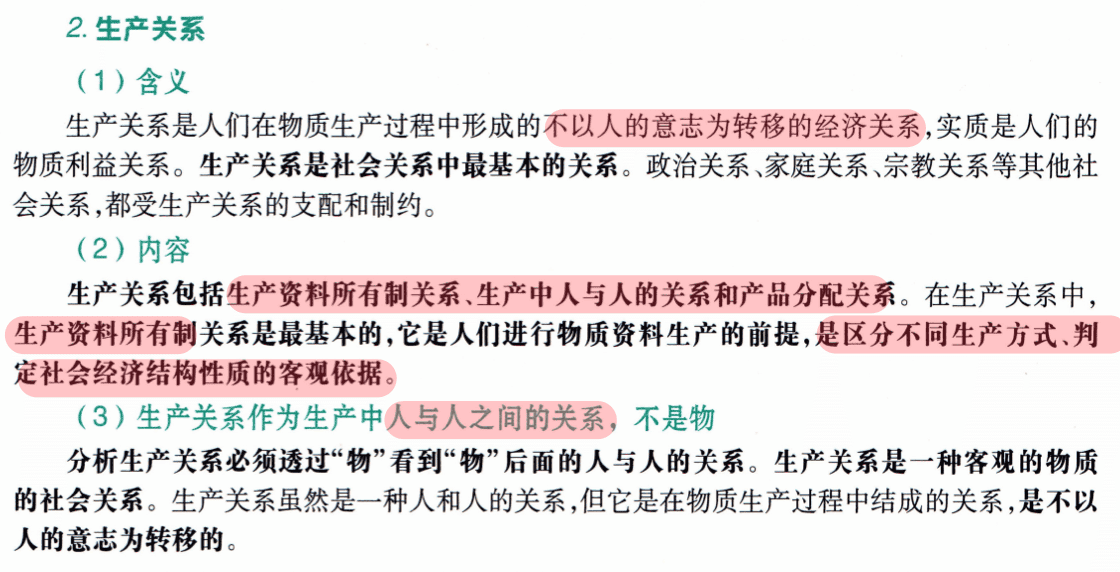 2. 生产关系
（1）含义
生产关系是人们在物质生产过程中形成的不以人的意志为转移的经济关系,实质是人们的
物质利益关系。生产关系是社会关系中最基本的关系。政治关系、家庭关系、宗教关系等其他社
会关系,都受生产关系的支配和制约。
（2）内容
生产关系包括生产资料所有制关系、生产中人与人的关系和产品分配关系。在生产关系中,
生产资料所有制关系是最基本的,它是人们进行物质资料生产的前提,是区分不同生产方式、判
定社会经济结构性质的客观依据。
（3）生产关系作为生产中人与人之间的关系，不是物
分析生产关系必须透过“物”看到“物”后面的人与人的关系。生产关系是一种客观的物质
的社会关系。生产关系虽然是一种人和人的关系,但它是在物质生产过程中结成的关系,是不以
人的意志为转移的。